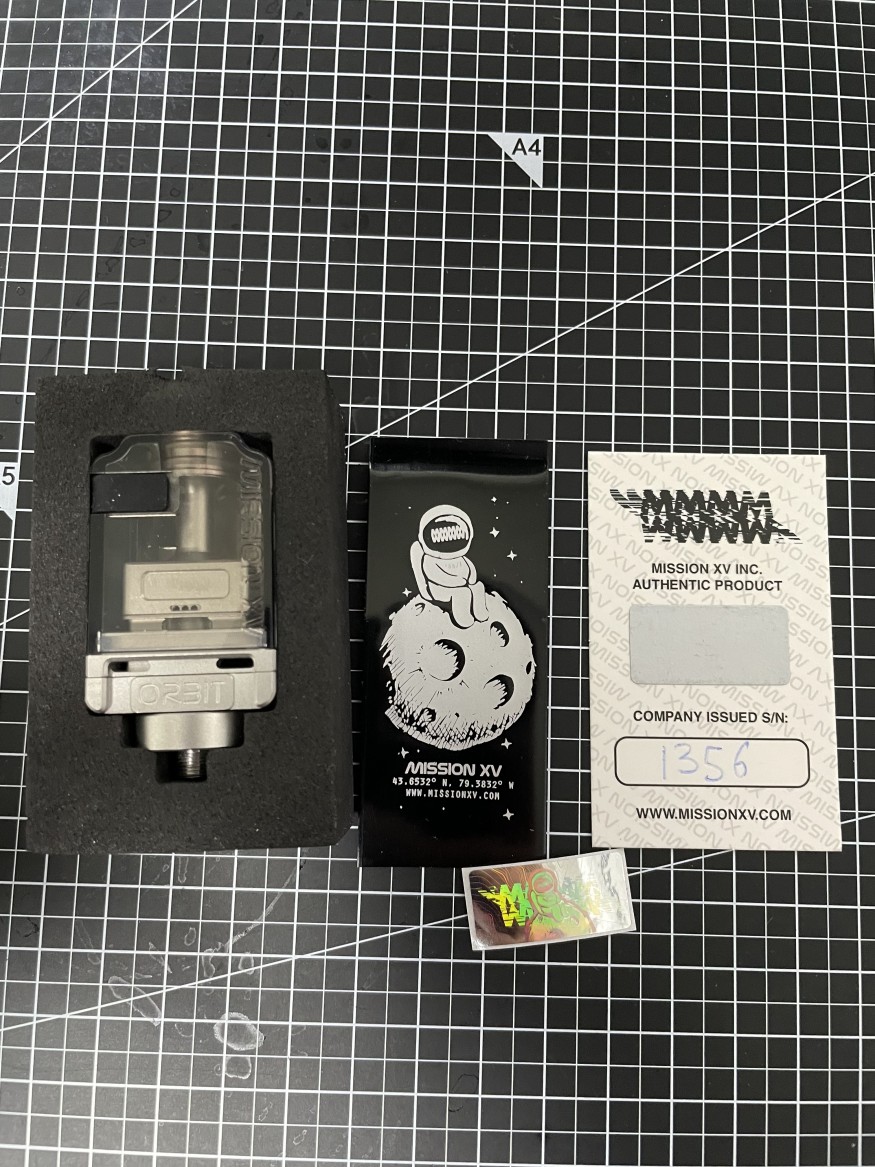 A4
5
MISSION XV
ORBIT
MISSION XV
43.6532° N, 79.3832° W
WWW.MISSIONXV.COM
MISSION XV INC.
AUTHENTIC PRODUCT
COMPANY ISSUED S/N:
1356
WWW.MISSIONXV.COM